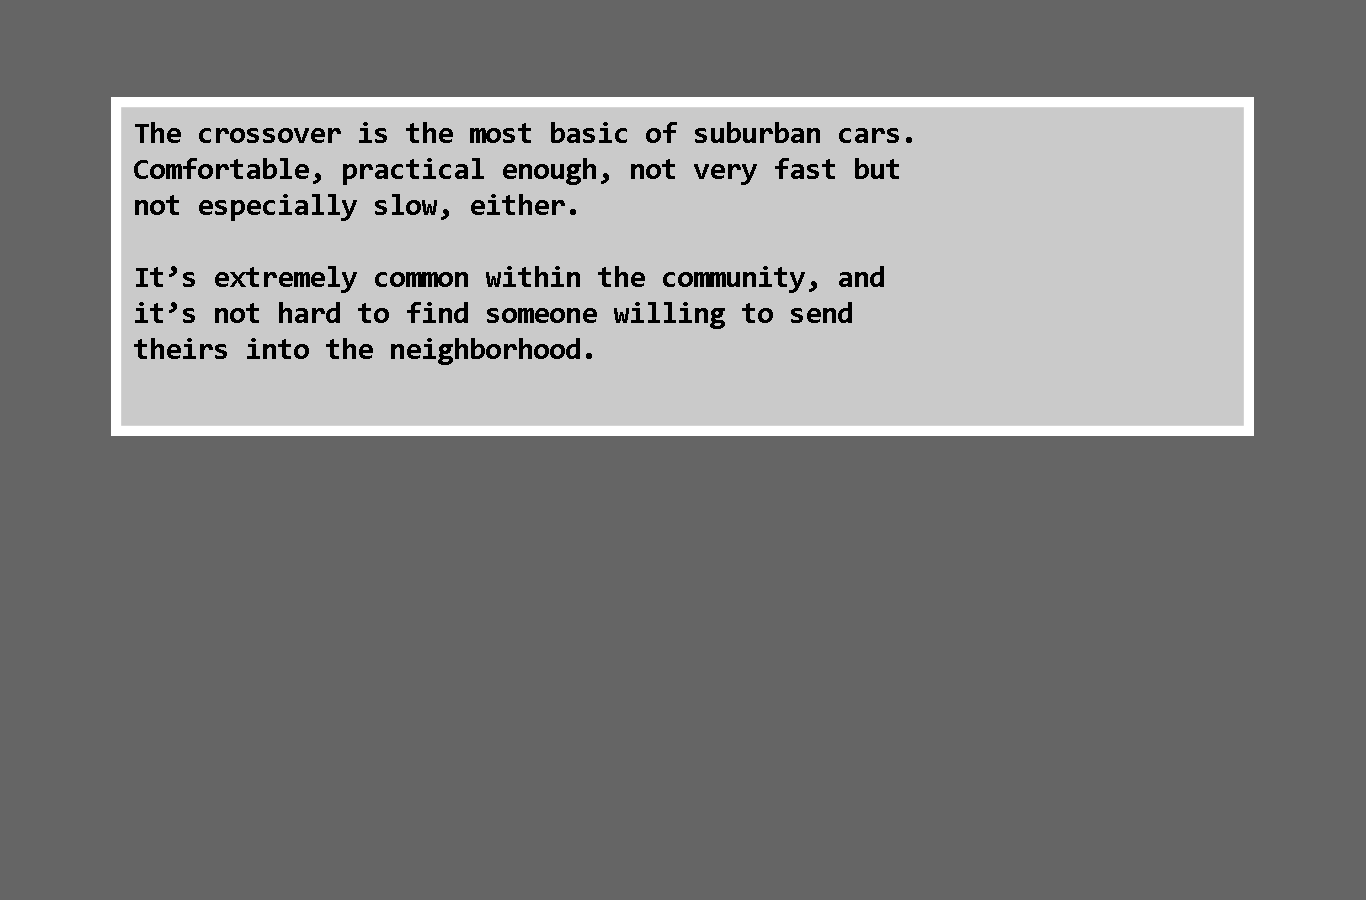 The crossover is the most basic of suburban cars.
Comfortable, practical enough, not very fast but
not especially slow, either.
It’s extremely common within the community, and
it’s not hard to find someone willing to send
theirs into the neighborhood.